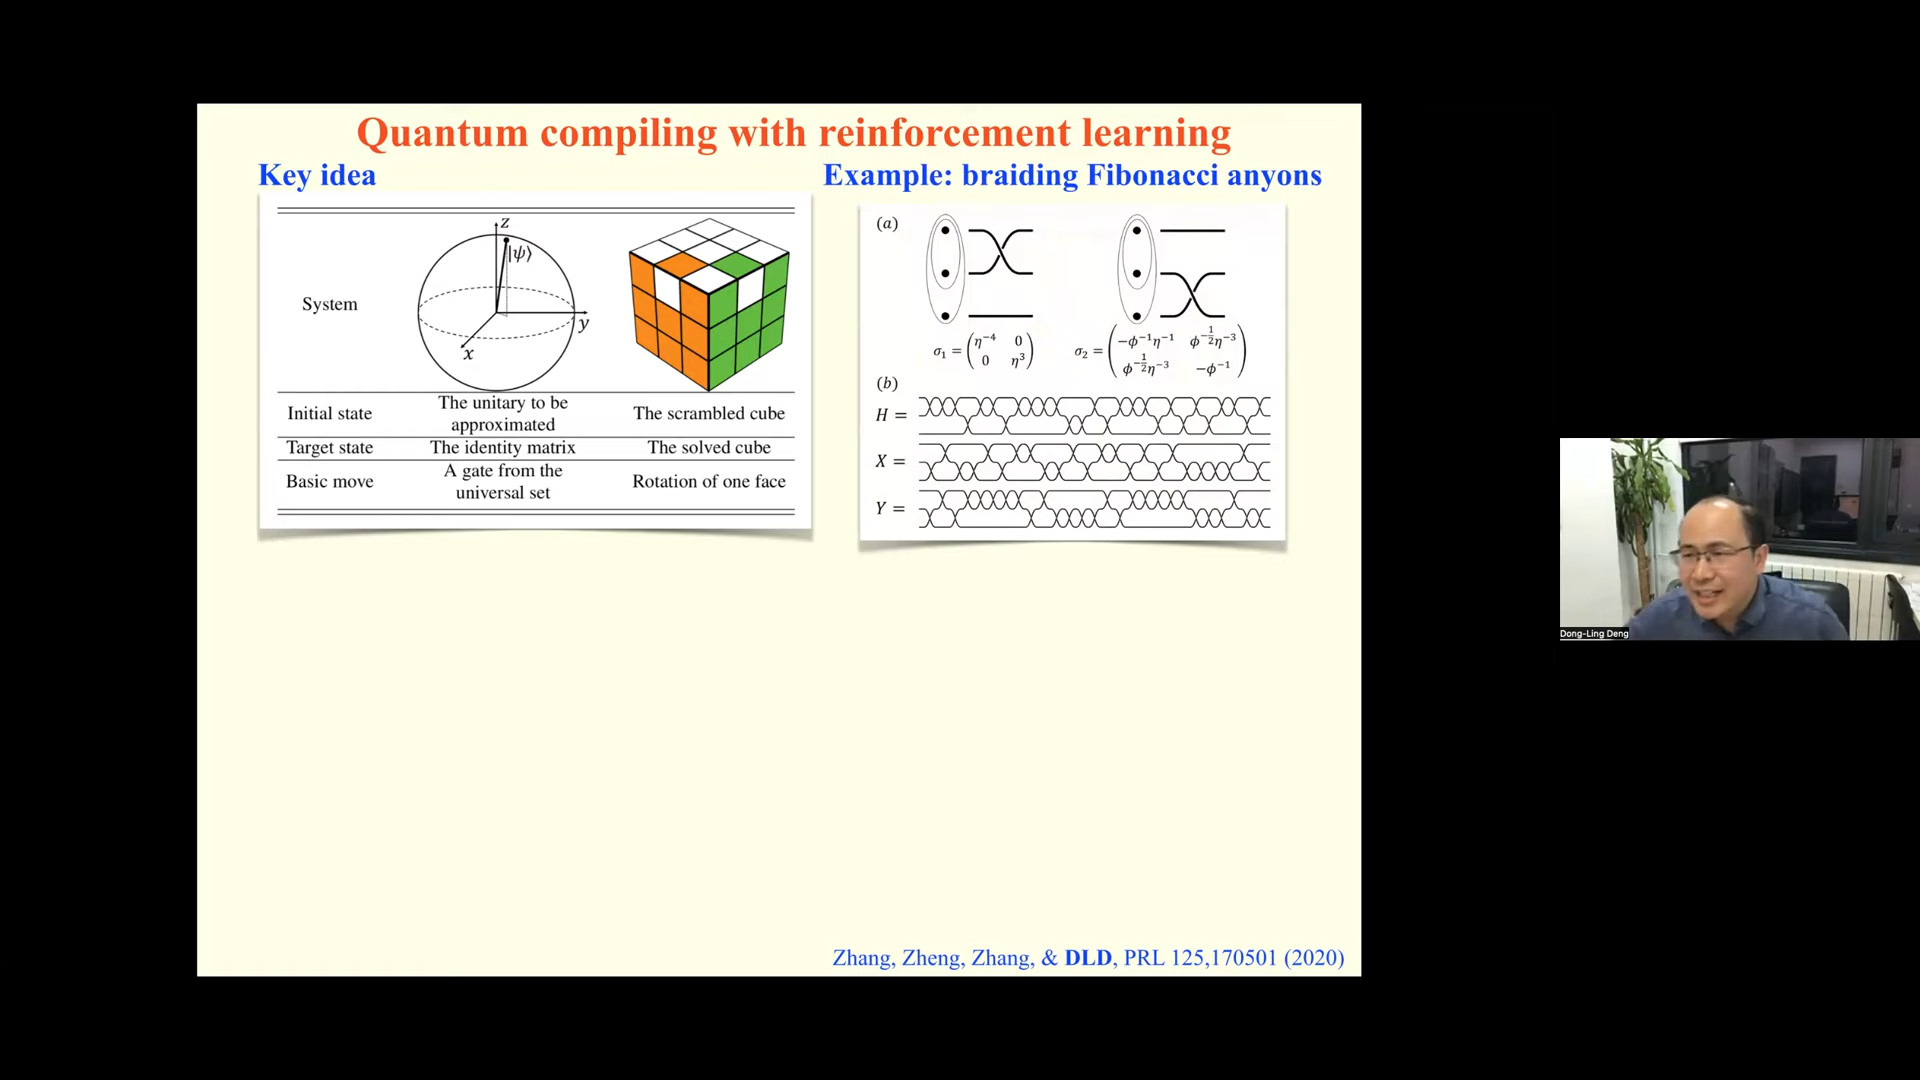 Quantum compiling with reinforcement learning
Key idea
System
z
|ψ⟩
y
x
Initial state
The unitary to be
approximated
The scrambled cube
Target state
The identity matrix
The solved cube
Basic move
A gate from the
universal set
Rotation of one face
Example: braiding Fibonacci anyons
(a)
σ₁ = (η⁻⁴ 0
0 η³)
σ₂ = (−ϕ⁻¹η⁻¹ ϕ^{−1/2}η⁻³
ϕ^{−1/2}η⁻³ −ϕ⁻¹)
(b)
H =
X =
Y =
Zhang, Zheng, Zhang, & DLD, PRL 125,170501 (2020)
Dong-Ling Deng